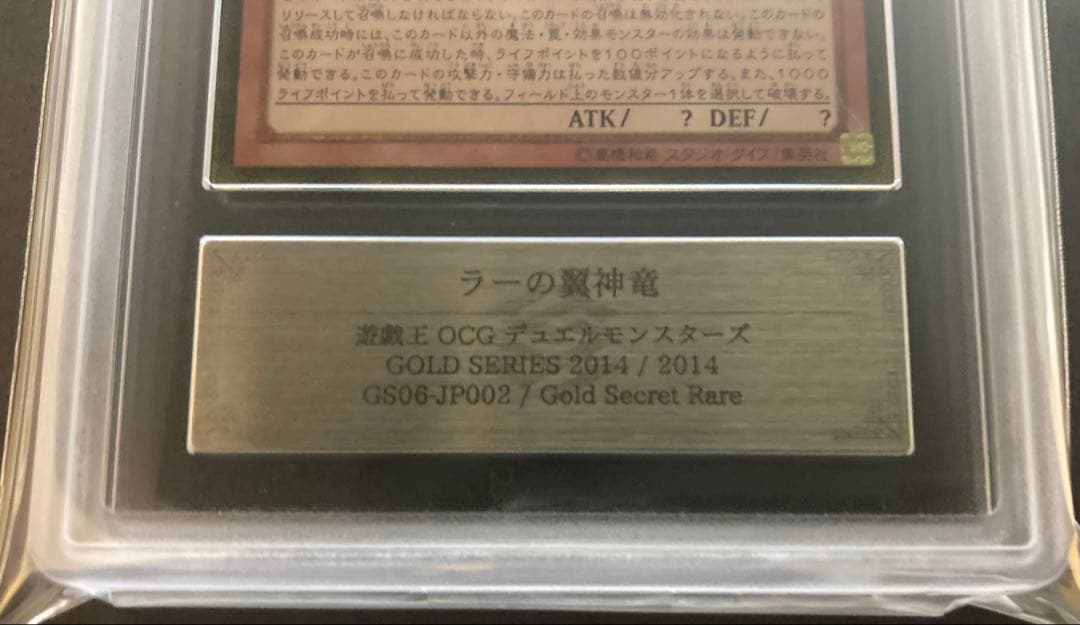 リリースして召喚しなければならない。このカードの召喚は無効化されない。このカードの
召喚成功時には、このカード以外の魔法・罠・効果モンスターの効果は発動できない。
このカードが召喚に成功した時、ライフポイントを100ポイントになるように払って
発動できる。このカードの攻撃力・守備力は払った数値分アップする。また、1000
ライフポイントを払って発動できる。フィールド上のモンスター1体を選択して破壊する。
ATK/ ? DEF/ ?
©高橋和希 スタジオ・ダイス/集英社
ラーの翼神竜
遊戯王 OCG デュエルモンスターズ
GOLD SERIES 2014 / 2014
GS06-JP002 / Gold Secret Rare